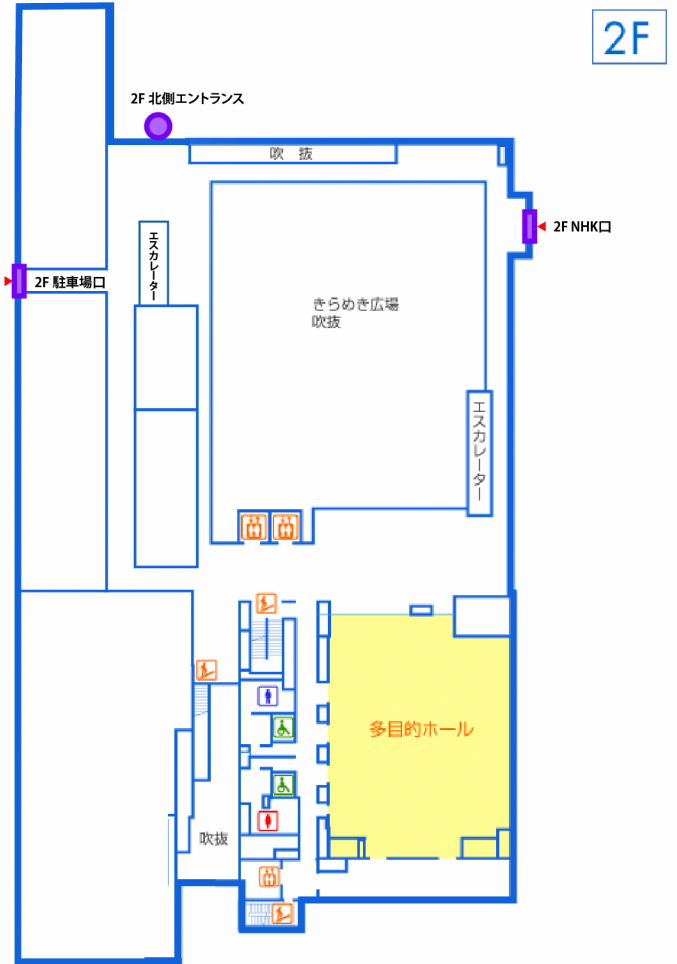 2F
2F 北側エントランス
吹 抜
2F NHK口
エスカレーター
2F 駐車場口
きらめき広場
吹抜
エスカレーター
多目的ホール
吹抜